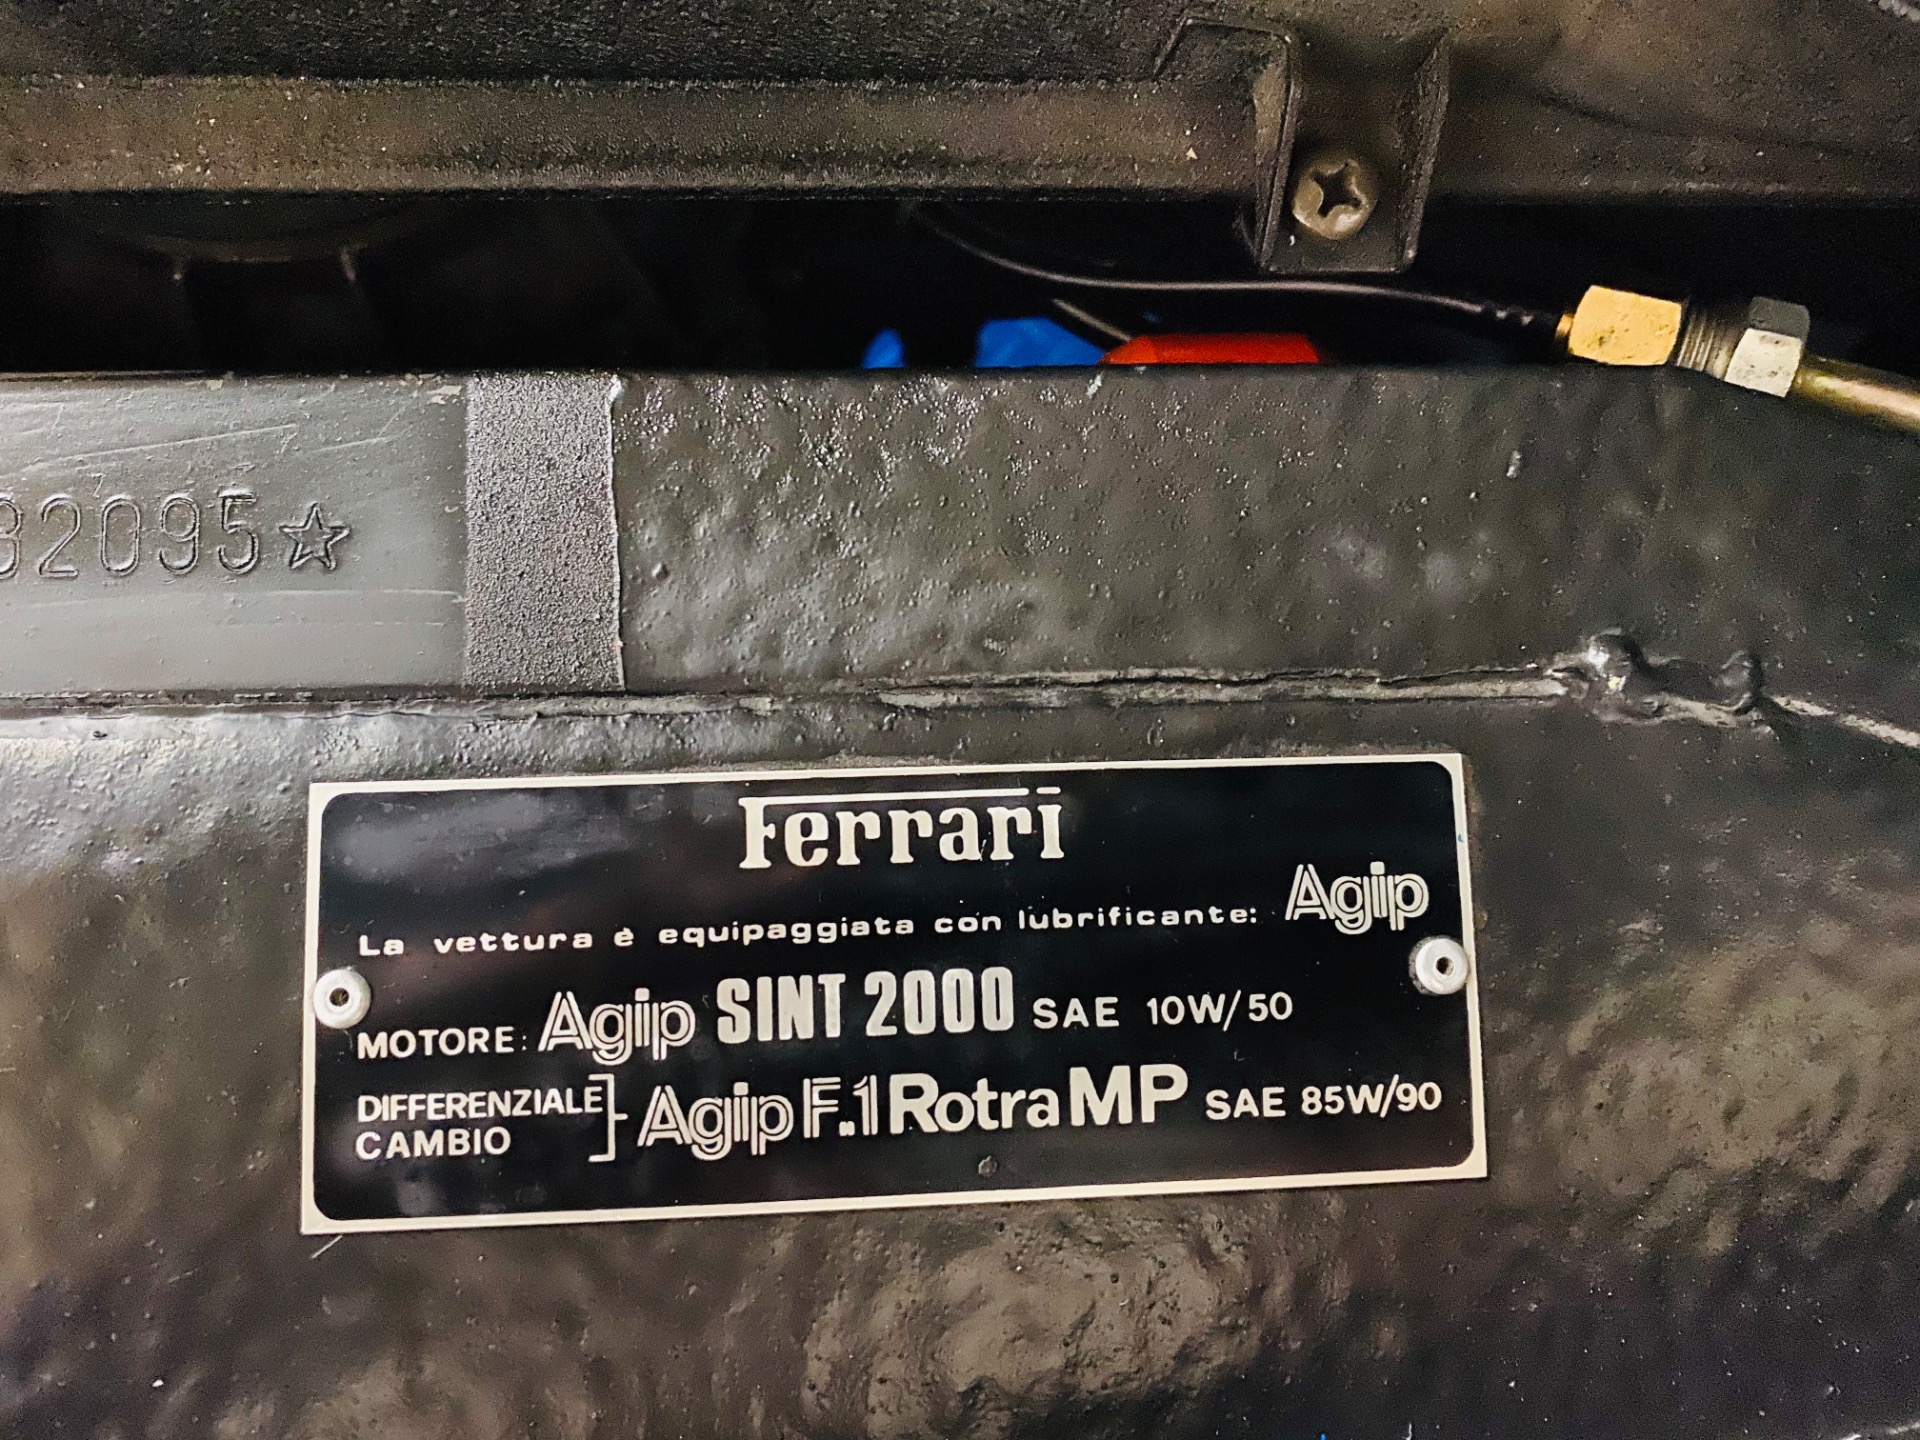 32095☆
Ferrari
La vettura è equipaggiata con lubrificante: Agip
MOTORE: Agip SINT 2000 SAE 10W/50
DIFFERENZIALE
CAMBIO
Agip F.1 Rotra MP SAE 85W/90